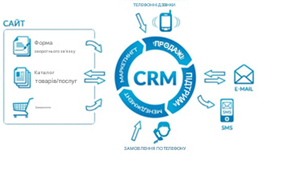 ТЕЛЕФОННІ ДЗВІНКИ
САЙТ
Форма
зворотнього зв'язку
Каталог
товарів/послуг
МАРКЕТИНГ
ПРОДАЖІ
ПІДТРИМКА
МЕНЕДЖМЕНТ
CRM
E-MAIL
SMS
ЗАМОВЛЕННЯ ПО ТЕЛЕФОНУ